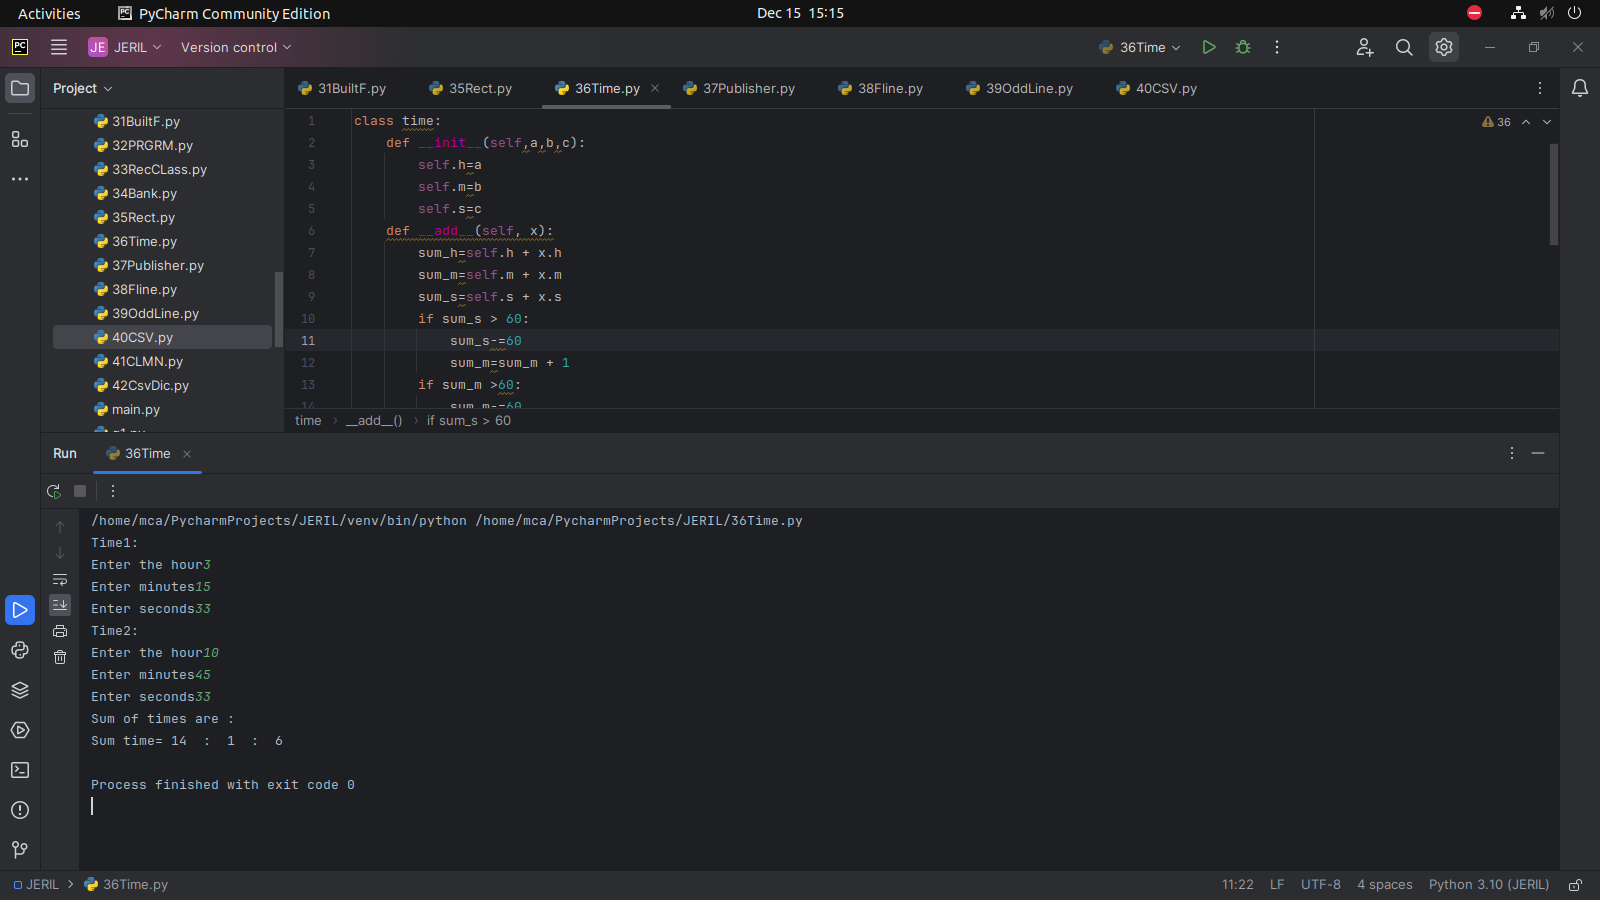 Activities PyCharm Community Edition Dec 15 15:15
PC JE JERIL Version control 36Time
Project 31BuiltF.py 35Rect.py 36Time.py 37Publisher.py 38Fline.py 39OddLine.py 40CSV.py
31BuiltF.py
32PRGRM.py
33RecCLass.py
34Bank.py
35Rect.py
36Time.py
37Publisher.py
38Fline.py
39OddLine.py
40CSV.py
41CLMN.py
42CsvDic.py
main.py
36
1 class time:
2 def __init__(self,a,b,c):
3 self.h=a
4 self.m=b
5 self.s=c
6 def __add__(self, x):
7 sum_h=self.h + x.h
8 sum_m=self.m + x.m
9 sum_s=self.s + x.s
10 if sum_s > 60:
11 sum_s-=60
12 sum_m=sum_m + 1
13 if sum_m >60:
14 sum_m-=60
time __add__() if sum_s > 60
Run 36Time
/home/mca/PycharmProjects/JERIL/venv/bin/python /home/mca/PycharmProjects/JERIL/36Time.py
Time1:
Enter the hour3
Enter minutes15
Enter seconds33
Time2:
Enter the hour10
Enter minutes45
Enter seconds33
Sum of times are :
Sum time= 14 : 1 : 6
Process finished with exit code 0
JERIL 36Time.py 11:22 LF UTF-8 4 spaces Python 3.10 (JERIL)